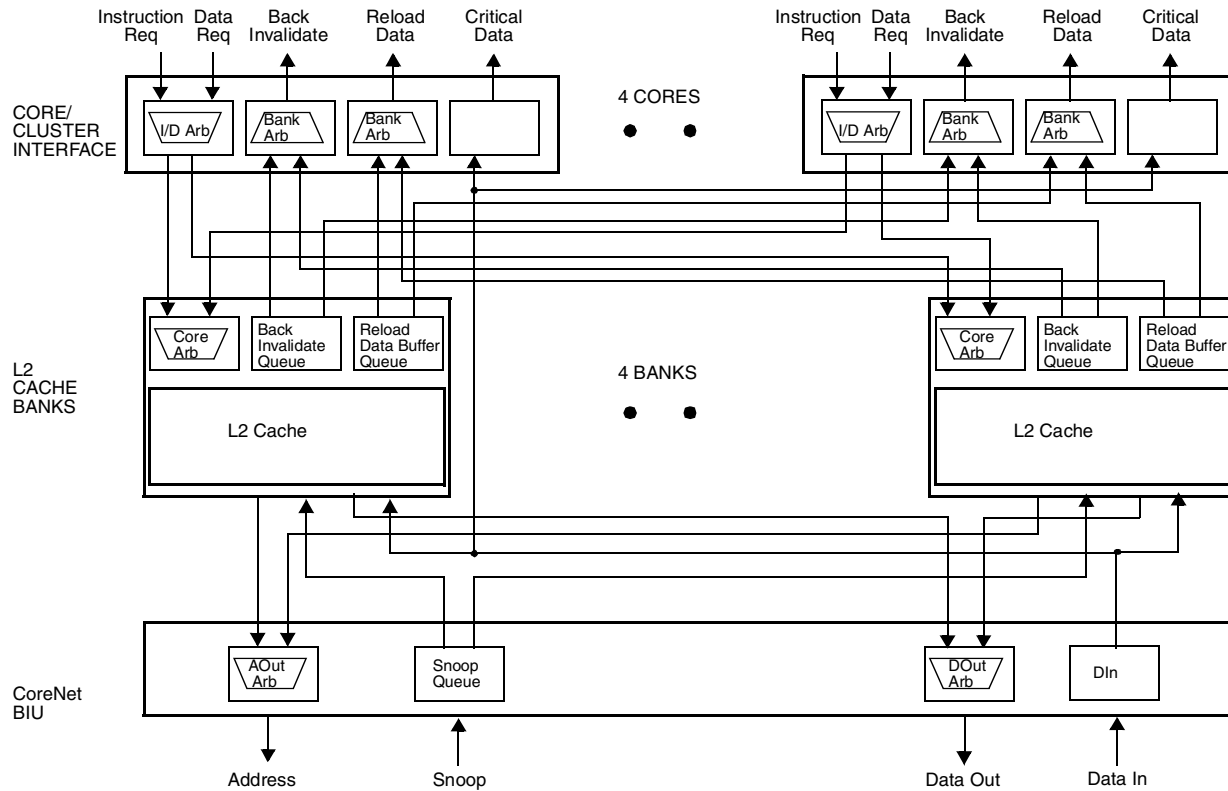 Instruction Req
Data Req
Back Invalidate
Reload Data
Critical Data
Instruction Req
Data Req
Back Invalidate
Reload Data
Critical Data
CORE/
CLUSTER
INTERFACE
I/D Arb
Bank Arb
Bank Arb
4 CORES
I/D Arb
Bank Arb
Bank Arb
L2
CACHE
BANKS
Core Arb
Back Invalidate Queue
Reload Data Buffer Queue
4 BANKS
Core Arb
Back Invalidate Queue
Reload Data Buffer Queue
L2 Cache
L2 Cache
CoreNet
BIU
AOut Arb
Snoop Queue
DOut Arb
DIn
Address
Snoop
Data Out
Data In